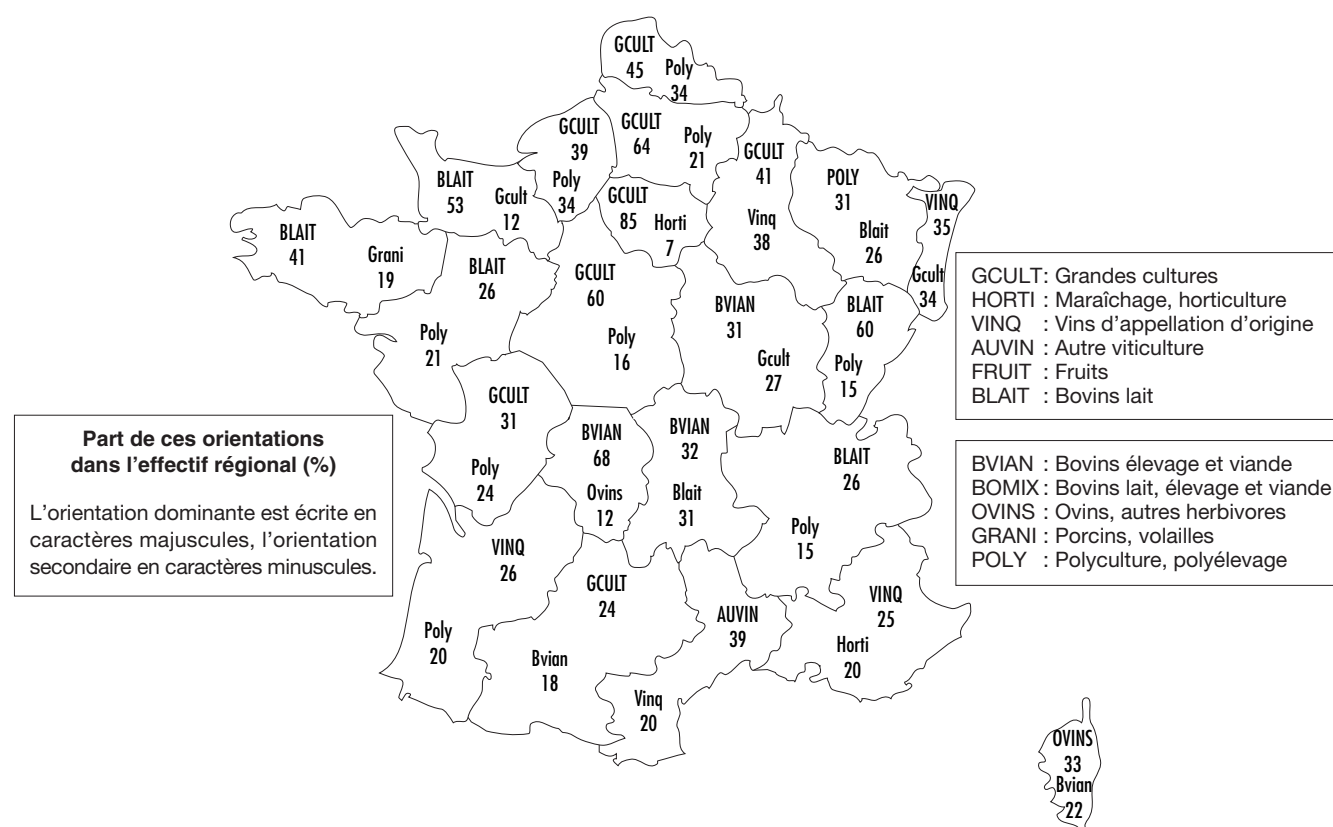 GCULT
45
Poly
34
GCULT
39
Poly
34
GCULT
64
Poly
21
GCULT
41
Vinq
38
POLY
31
Blait
26
VINQ
35
Gcult
34
BLAIT
53
Gcult
12
GCULT
85
Horti
7
BLAIT
41
Grani
19
BLAIT
26
Poly
21
GCULT
60
Poly
16
BVIAN
31
Gcult
27
BLAIT
60
Poly
15
GCULT
31
Poly
24
BVIAN
68
Ovins
12
BVIAN
32
Blait
31
BLAIT
26
Poly
15
VINQ
26
Poly
20
GCULT
24
Bvian
18
AUVIN
39
Vinq
20
VINQ
25
Horti
20
OVINS
33
Bvian
22
Part de ces orientations
dans l'effectif régional (%)
L'orientation dominante est écrite en
caractères majuscules, l'orientation
secondaire en caractères minuscules.
GCULT : Grandes cultures
HORTI : Maraîchage, horticulture
VINQ : Vins d'appellation d'origine
AUVIN : Autre viticulture
FRUIT : Fruits
BLAIT : Bovins lait
BVIAN : Bovins élevage et viande
BOMIX : Bovins lait, élevage et viande
OVINS : Ovins, autres herbivores
GRANI : Porcins, volailles
POLY : Polyculture, polyélevage